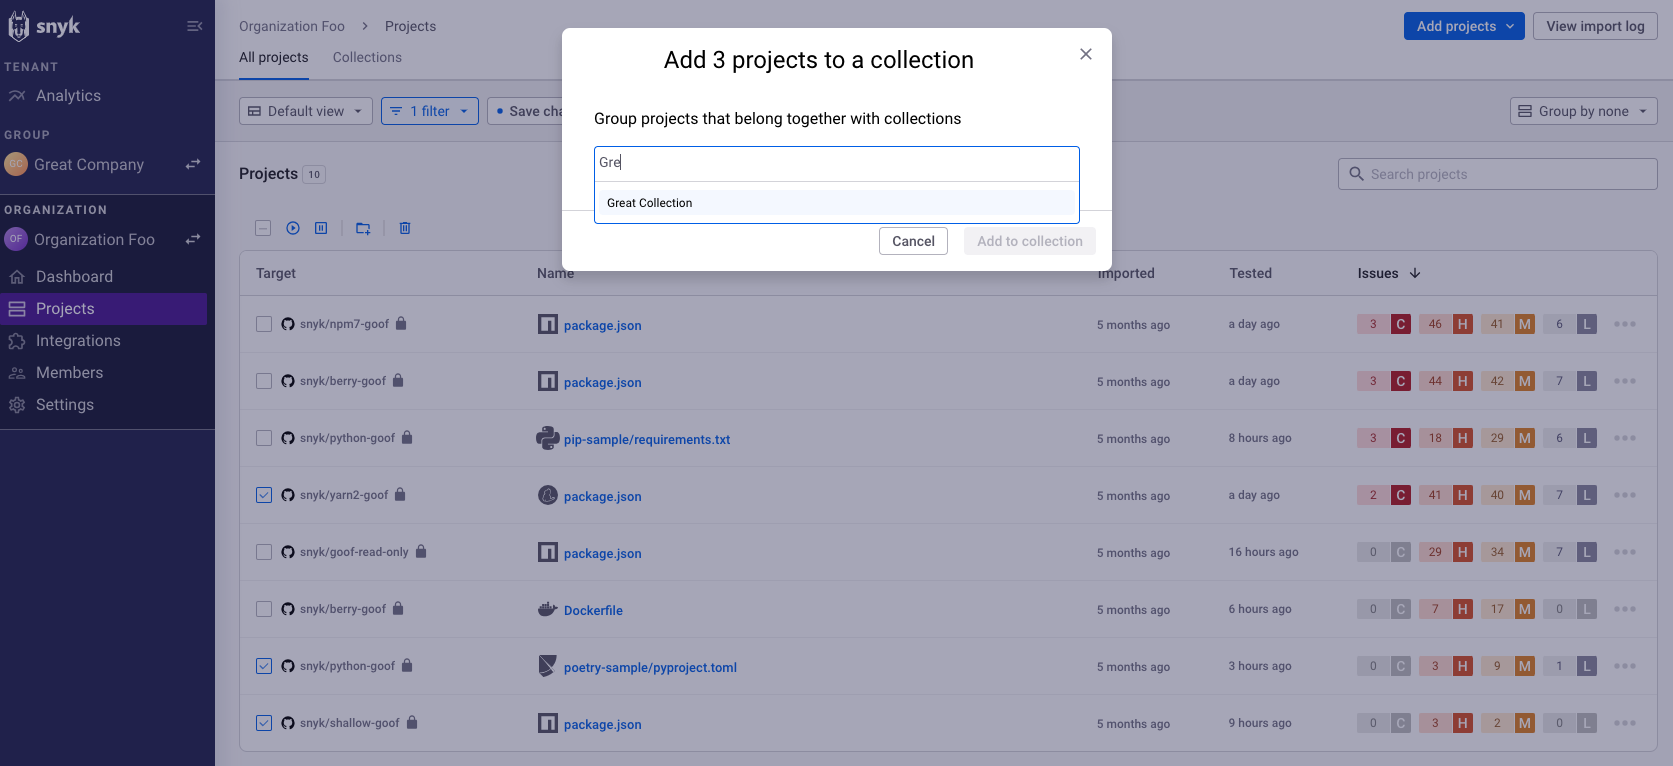 snyk
TENANT
Analytics
GROUP
GC Great Company
ORGANIZATION
OF Organization Foo
Dashboard
Projects
Integrations
Members
Settings
Organization Foo > Projects
Add projects
View import log
All projects Collections
Default view
1 filter
Save cha
Group by none
Projects 10
Search projects
Add 3 projects to a collection
Group projects that belong together with collections
Gre
Great Collection
Cancel
Add to collection
Target Name Imported Tested Issues
snyk/npm7-goof package.json 5 months ago a day ago 3 C 46 H 41 M 6 L
snyk/berry-goof package.json 5 months ago a day ago 3 C 44 H 42 M 7 L
snyk/python-goof pip-sample/requirements.txt 5 months ago 8 hours ago 3 C 18 H 29 M 6 L
snyk/yarn2-goof package.json 5 months ago a day ago 2 C 41 H 40 M 7 L
snyk/goof-read-only package.json 5 months ago 16 hours ago 0 C 29 H 34 M 7 L
snyk/berry-goof Dockerfile 5 months ago 6 hours ago 0 C 7 H 17 M 0 L
snyk/python-goof poetry-sample/pyproject.toml 5 months ago 3 hours ago 0 C 3 H 9 M 1 L
snyk/shallow-goof package.json 5 months ago 9 hours ago 0 C 3 H 2 M 0 L